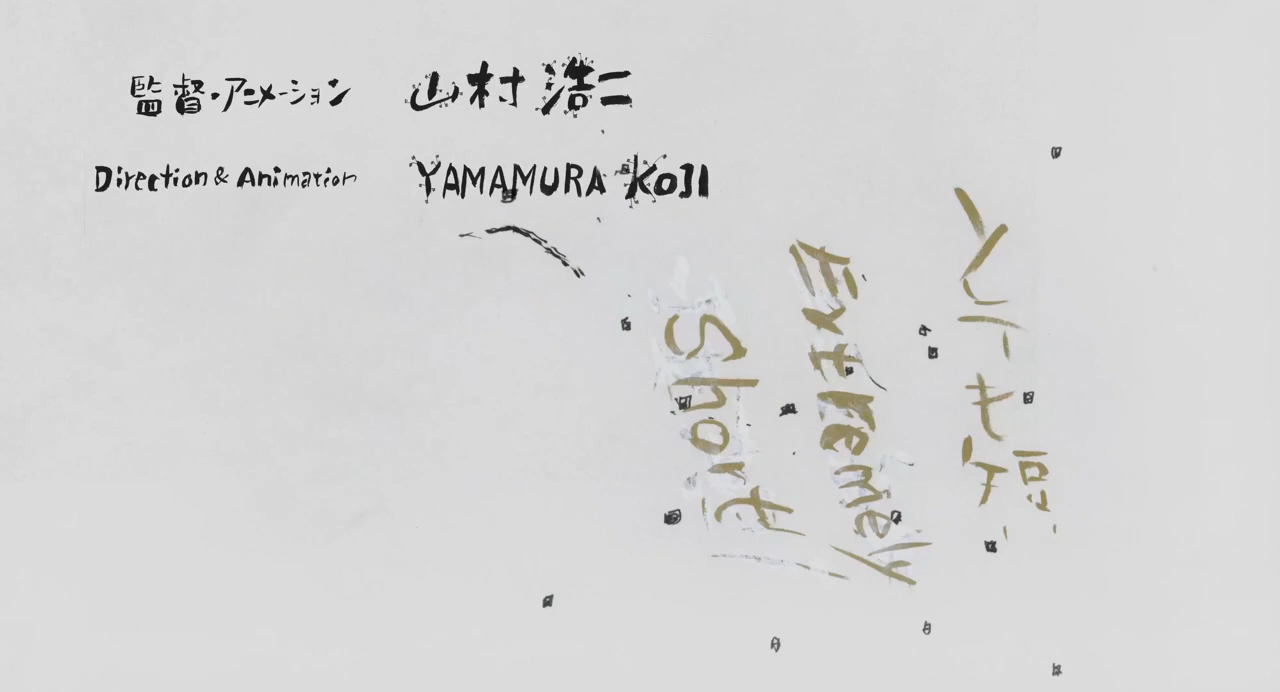 監督・アニメーション 山村浩二
Direction & Animation YAMAMURA KOJI
とても短い
Extremely
Short